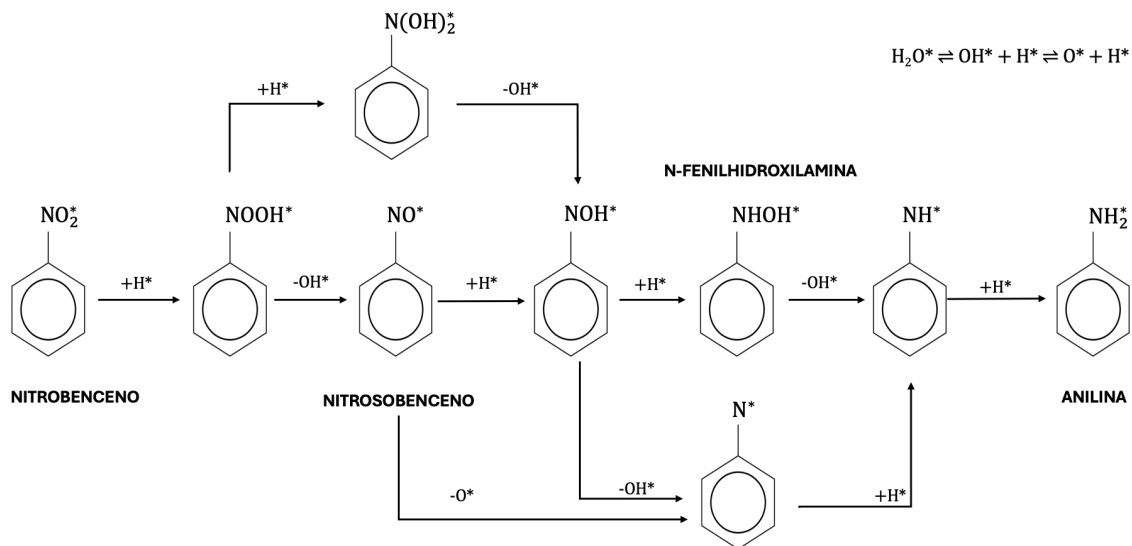 N(OH)₂*
H₂O* ⇌ OH* + H* ⇌ O* + H*
+H*
-OH*
N-FENILHIDROXILAMINA
NO₂*
NOOH*
NO*
NOH*
NHOH*
NH*
NH₂*
+H*
-OH*
+H*
+H*
-OH*
+H*
NITROBENCENO
NITROSOBENCENO
ANILINA
N*
-O*
-OH*
+H*